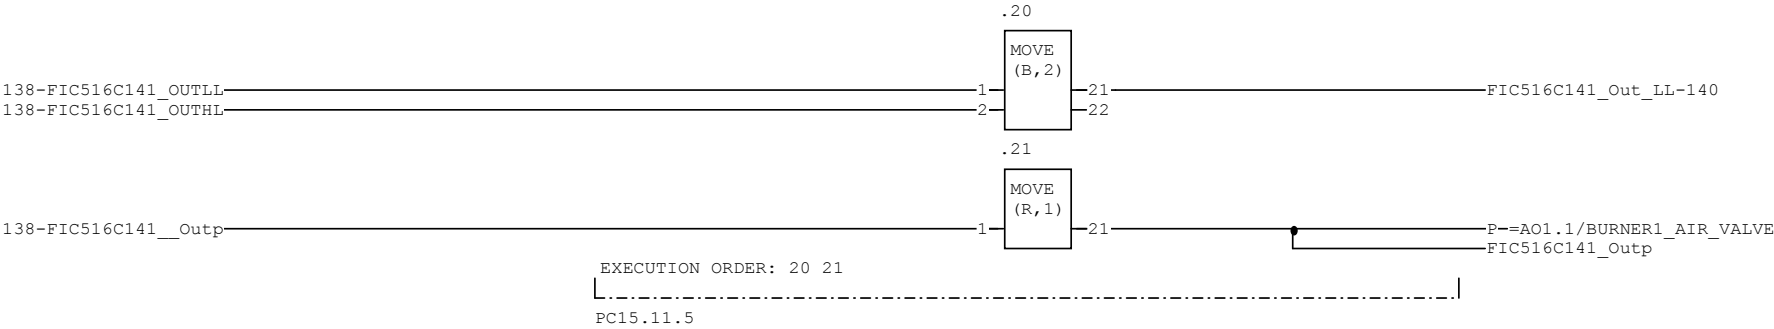 .20
MOVE
(B,2)
138-FIC516C141_OUTLL 1 21 FIC516C141_Out_LL-140
138-FIC516C141_OUTHL 2 22
.21
MOVE
(R,1)
138-FIC516C141__Outp 1 21 P-=AO1.1/BURNER1_AIR_VALVE
FIC516C141_Outp
EXECUTION ORDER: 20 21
PC15.11.5